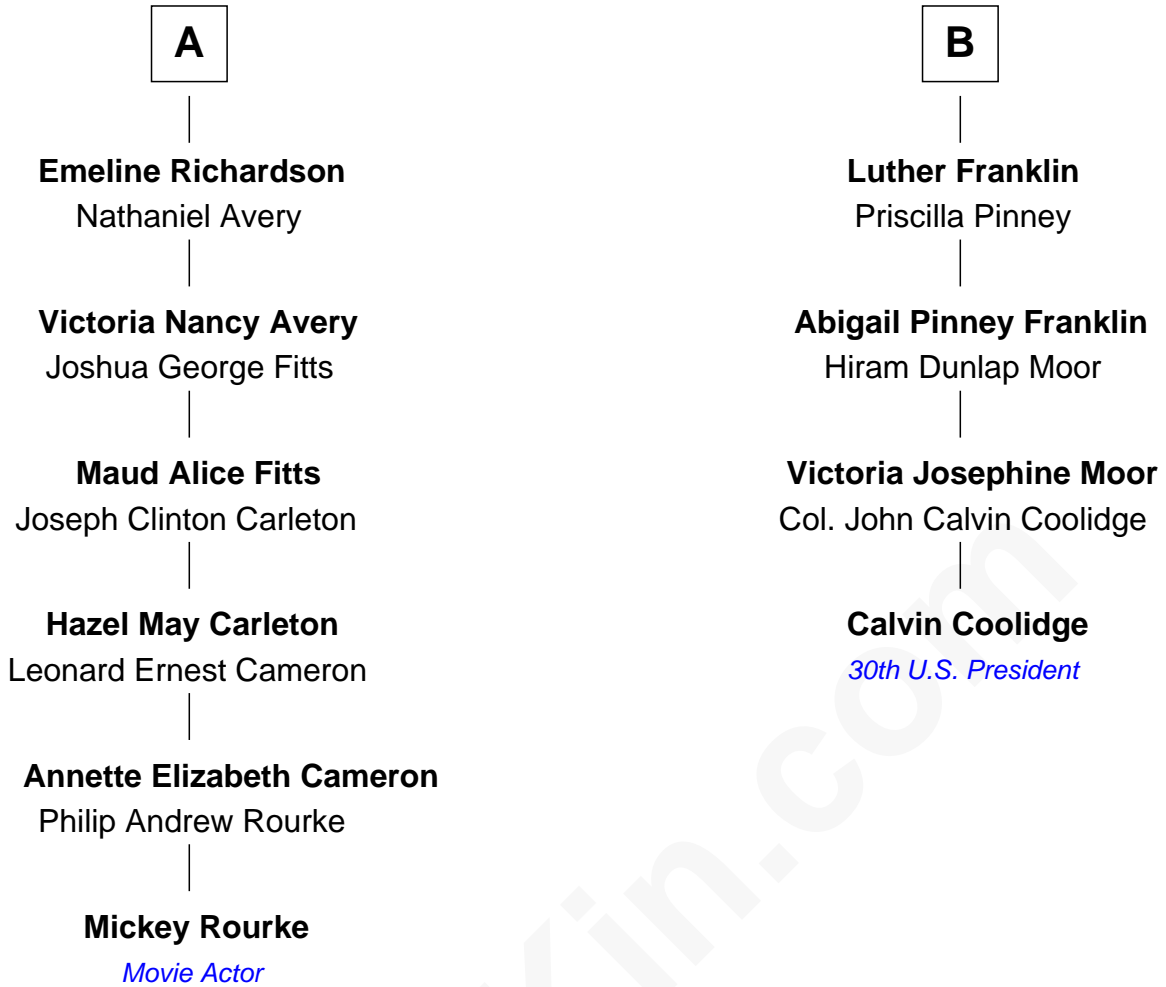 A
Emeline Richardson
Nathaniel Avery
Victoria Nancy Avery
Joshua George Fitts
Maud Alice Fitts
Joseph Clinton Carleton
Hazel May Carleton
Leonard Ernest Cameron
Annette Elizabeth Cameron
Philip Andrew Rourke
Mickey Rourke
Movie Actor
B
Luther Franklin
Priscilla Pinney
Abigail Pinney Franklin
Hiram Dunlap Moor
Victoria Josephine Moor
Col. John Calvin Coolidge
Calvin Coolidge
30th U.S. President
Kin.com